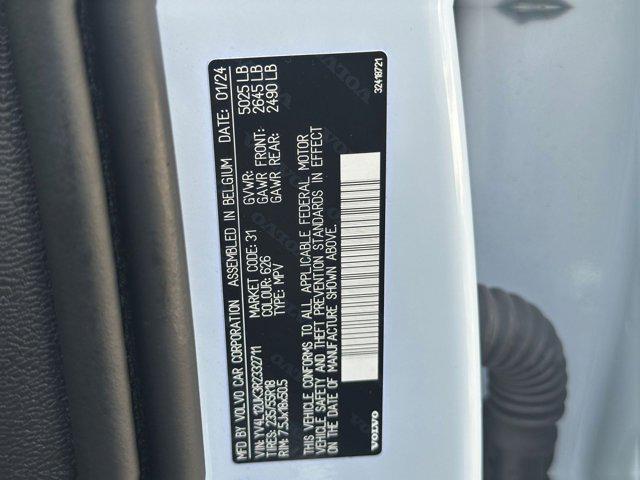 MFD BY VOLVO CAR CORPORATION ASSEMBLED IN BELGIUM DATE: 01/24
VIN: YV4L12UK3R2332711 MARKET CODE: 31 GVWR: 5025 LB
TIRES: 235/55R18 COLOUR: 626 GAWR FRONT: 2645 LB
RIM: 7.5JX18x50.5 TYPE: MPV GAWR REAR: 2490 LB
THIS VEHICLE CONFORMS TO ALL APPLICABLE FEDERAL MOTOR
VEHICLE SAFETY AND THEFT PREVENTION STANDARDS IN EFFECT
ON THE DATE OF MANUFACTURE SHOWN ABOVE.
VOLVO 32418721